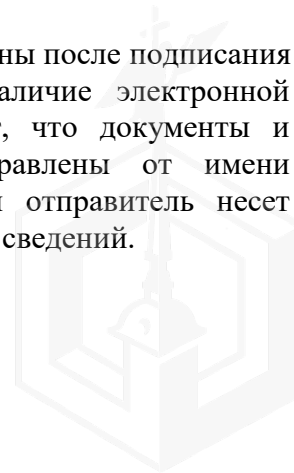 ны после подписания
аличие электронной
, что документы и
равлены от имени
отправитель несет
сведений.